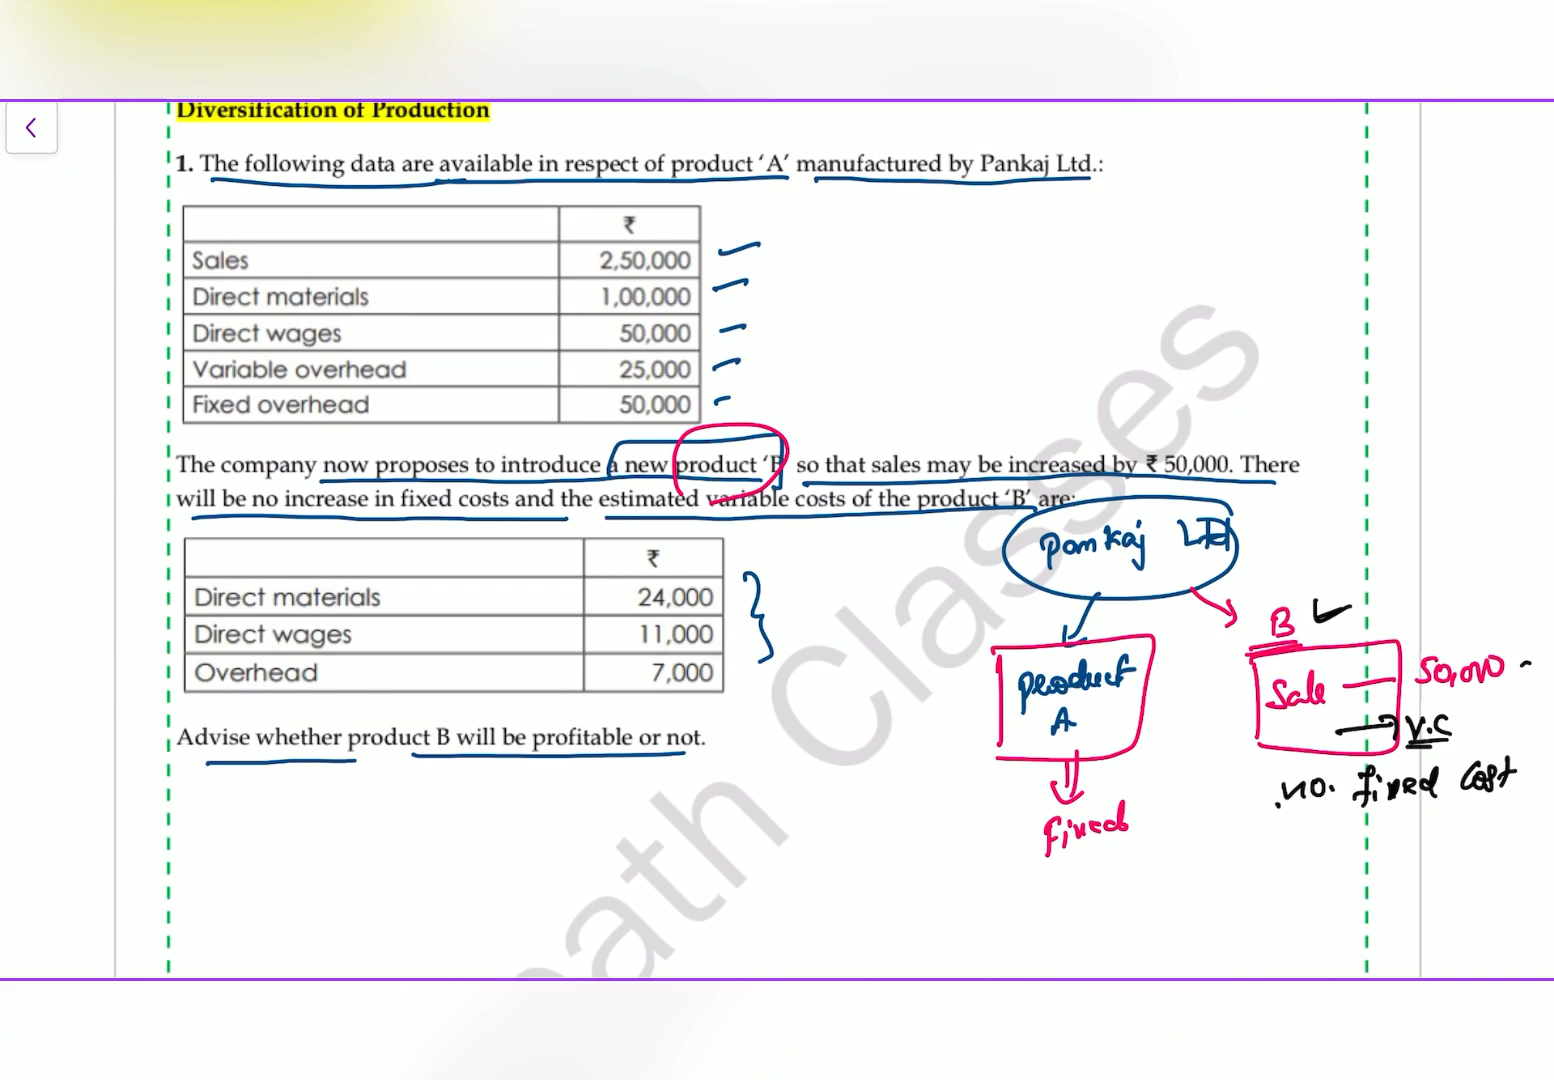 Diversification of Production
1. The following data are available in respect of product ‘A’ manufactured by Pankaj Ltd.:
₹
Sales 2,50,000
Direct materials 1,00,000
Direct wages 50,000
Variable overhead 25,000
Fixed overhead 50,000
The company now proposes to introduce a new product ‘B’ so that sales may be increased by ₹ 50,000. There
will be no increase in fixed costs and the estimated variable costs of the product ‘B’ are:
₹
Direct materials 24,000
Direct wages 11,000
Overhead 7,000
Advise whether product B will be profitable or not.
Pankaj LTD
Product
A
fixed
B
Sale 50,000
V.C
no. fixed cost
ath Classes